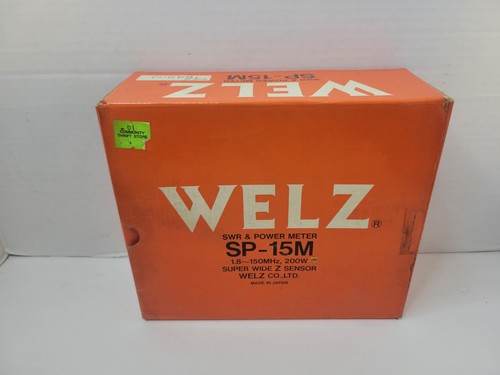 WELZ
SP-15M
COMMUNITY
THRIFT STORE
WELZ®
SWR & POWER METER
SP-15M
1.8~150MHz, 200W
SUPER WIDE Z SENSOR
WELZ CO.,LTD.
MADE IN JAPAN